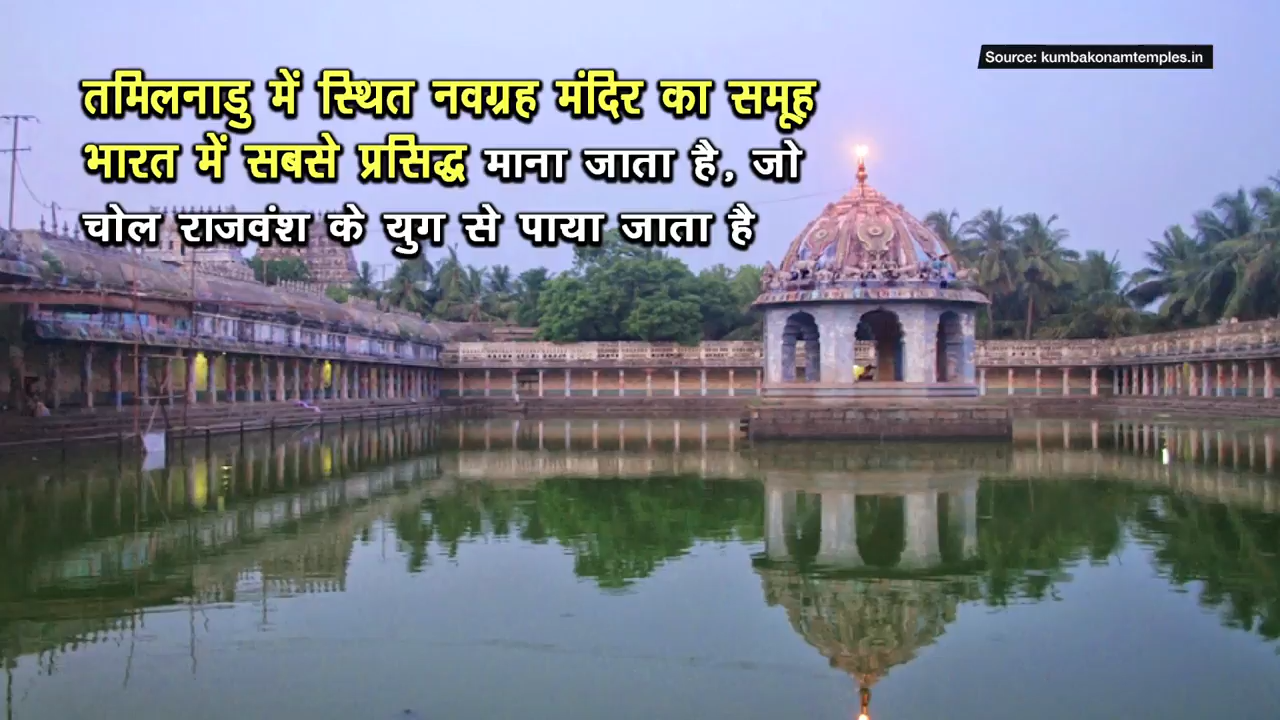 Source: kumbakonamtemples.in
तमिलनाडु में स्थित नवग्रह मंदिर का समूह
भारत में सबसे प्रसिद्ध माना जाता है, जो
चोल राजवंश के युग से पाया जाता है